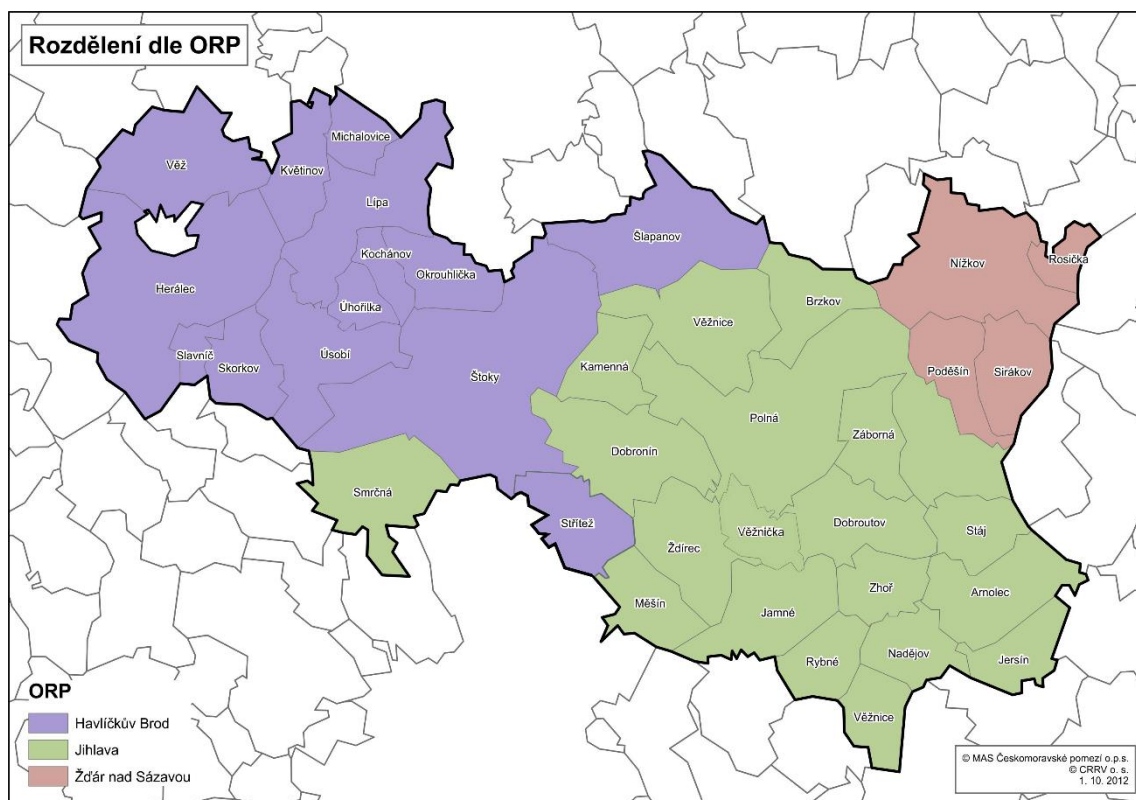 Rozdělení dle ORP
Michalovice
Věž
Květinov
Lípa
Kochánov
Okrouhlička
Šlapanov
Herálec
Úhořilka
Slavníč
Skorkov
Úsobí
Štoky
Nížkov
Rosička
Brzkov
Věžnice
Kamenná
Poděšín
Sirákov
Polná
Záborná
Dobronín
Smrčná
Střítež
Věžnička
Dobroutov
Stáj
Ždírec
Zhoř
Arnolec
Měšín
Jamné
Rybné
Nadějov
Jersín
Věžnice
ORP
Havlíčkův Brod
Jihlava
Žďár nad Sázavou
© MAS Českomoravské pomezí o.p.s.
© CRRV o. s.
1. 10. 2012